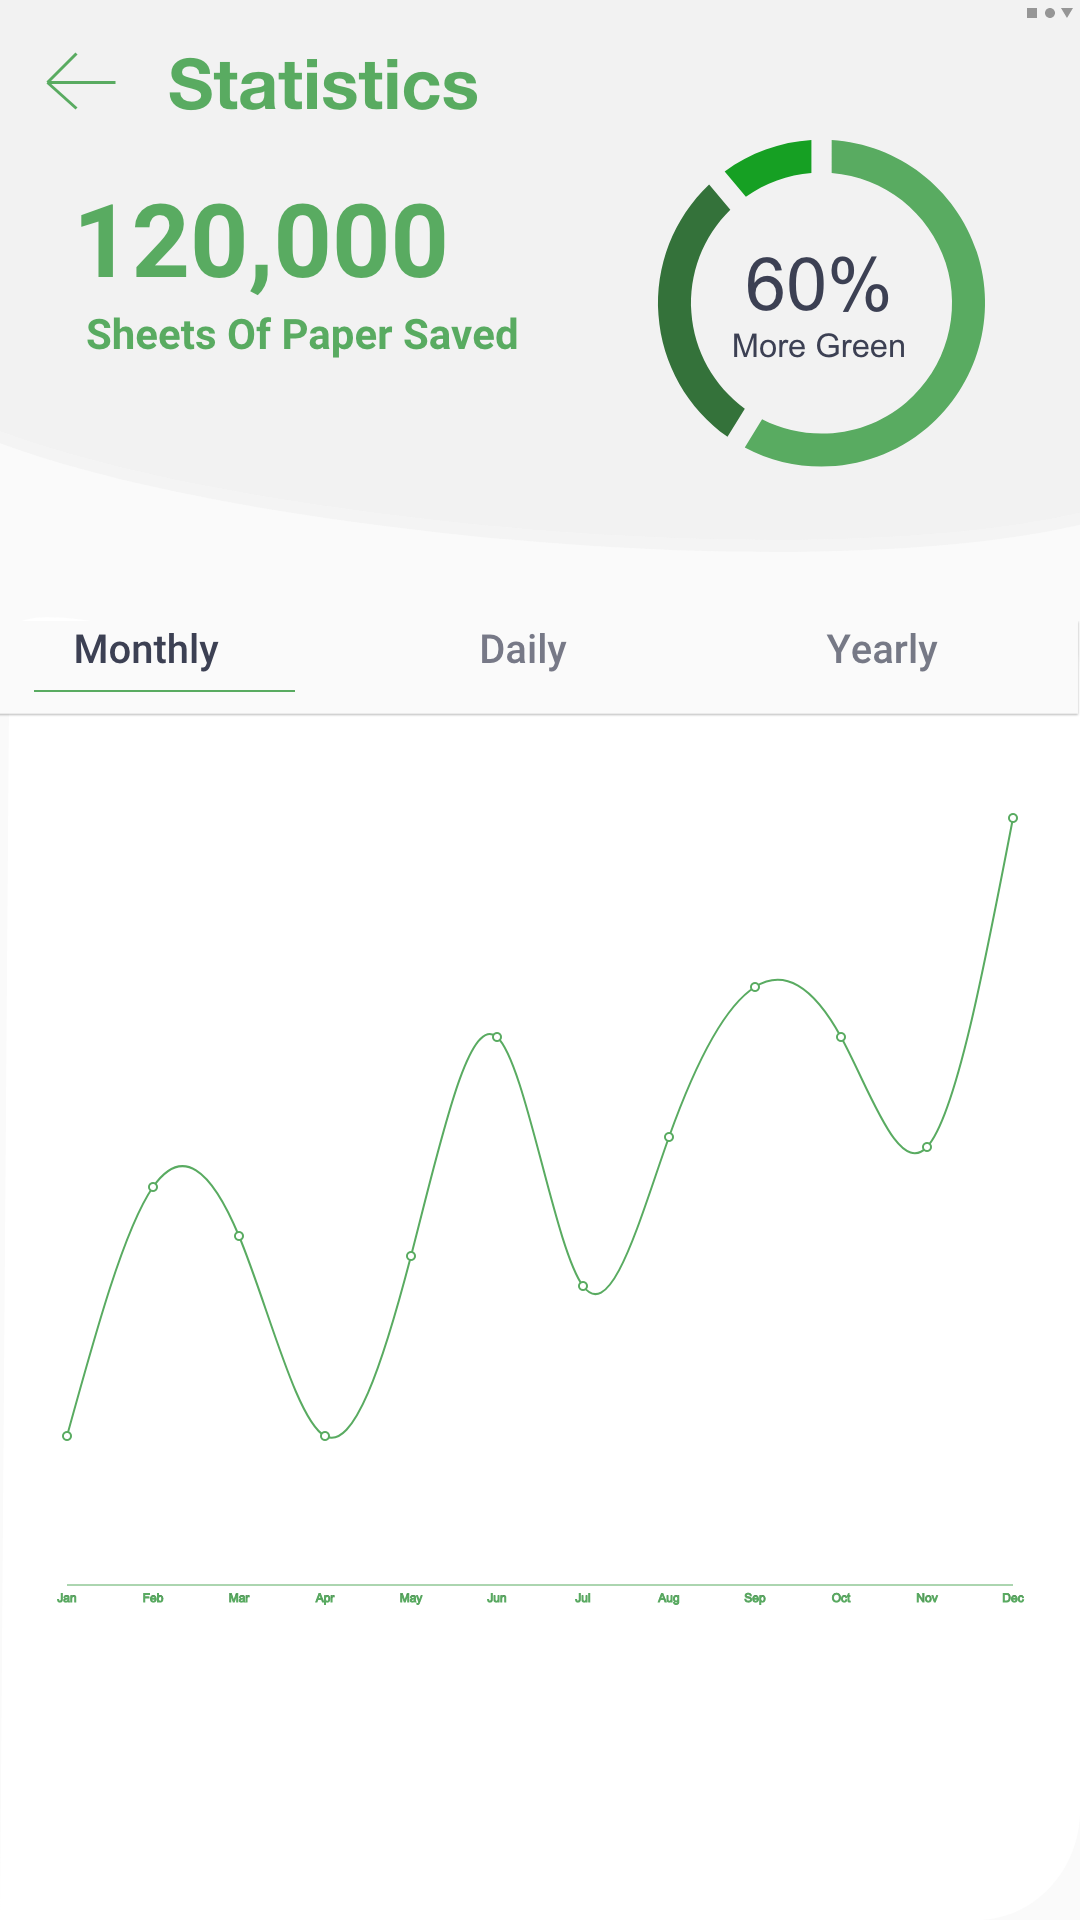 Statistics
120,000
Sheets Of Paper Saved
60%
More Green
Monthly Daily Yearly
Jan Feb Mar Apr May Jun Jul Aug Sep Oct Nov Dec